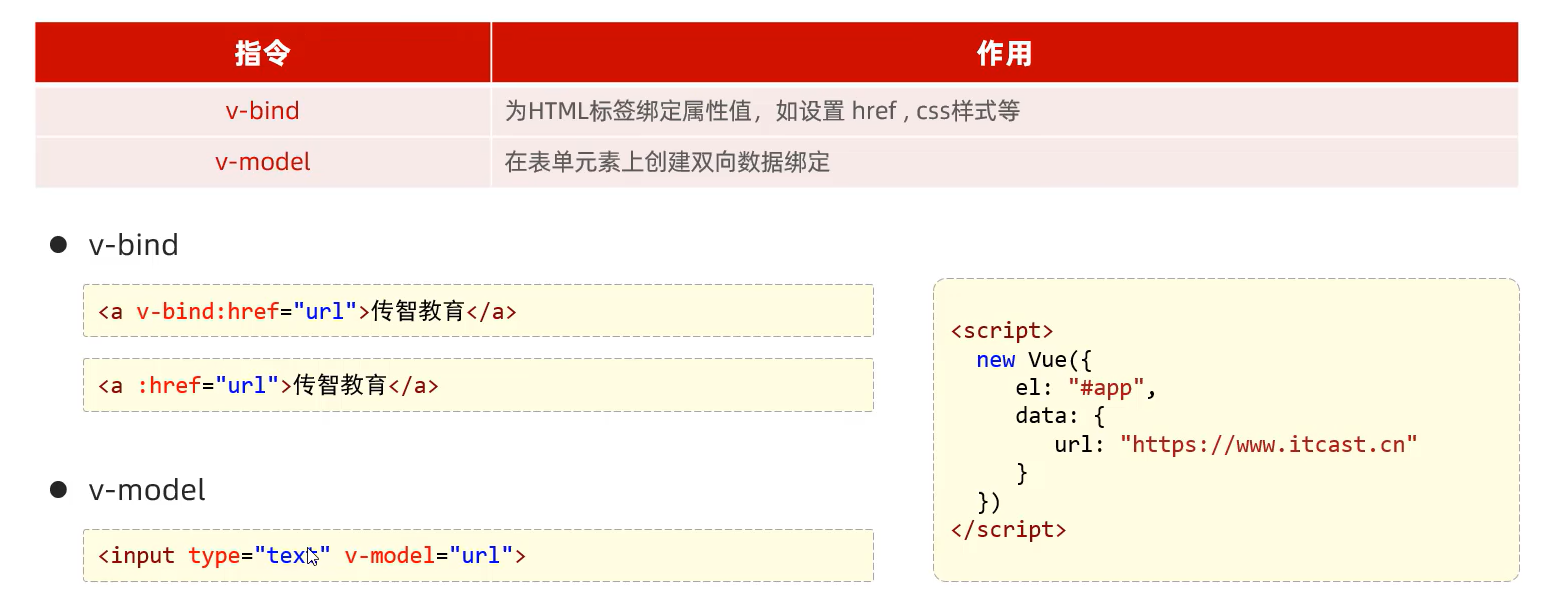 指令 作用
v-bind 为HTML标签绑定属性值，如设置 href , css样式等
v-model 在表单元素上创建双向数据绑定
● v-bind
<a v-bind:href="url">传智教育</a>
<a :href="url">传智教育</a>
● v-model
<input type="text" v-model="url">
<script>
new Vue({
el: "#app",
data: {
url: "https://www.itcast.cn"
}
})
</script>